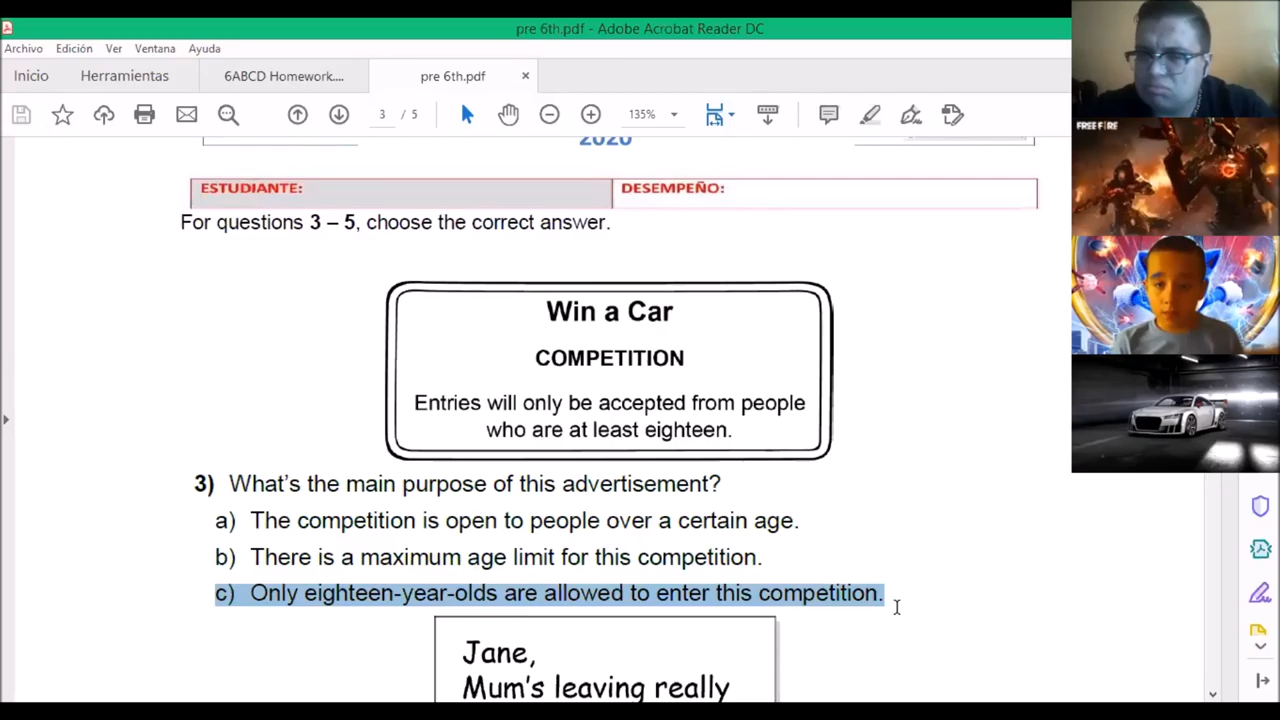 pre 6th.pdf - Adobe Acrobat Reader DC
Archivo Edición Ver Ventana Ayuda
Inicio Herramientas 6ABCD Homework.... pre 6th.pdf ×
3 / 5 135%
2020
ESTUDIANTE: DESEMPEÑO:
For questions 3 – 5, choose the correct answer.
Win a Car
COMPETITION
Entries will only be accepted from people
who are at least eighteen.
3) What's the main purpose of this advertisement?
a) The competition is open to people over a certain age.
b) There is a maximum age limit for this competition.
c) Only eighteen-year-olds are allowed to enter this competition.
Jane,
Mum's leaving really
FREE FIRE